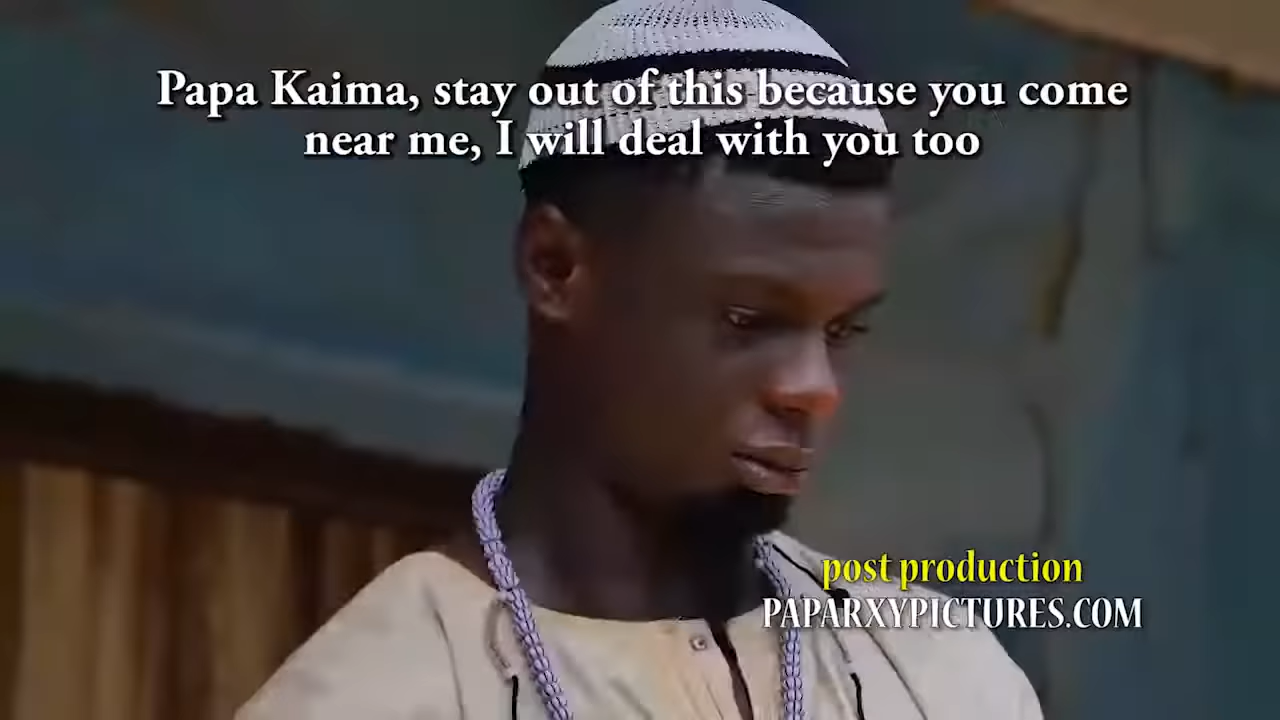 Papa Kaima, stay out of this because you come
near me, I will deal with you too
post production
PAPARXYPICTURES.COM